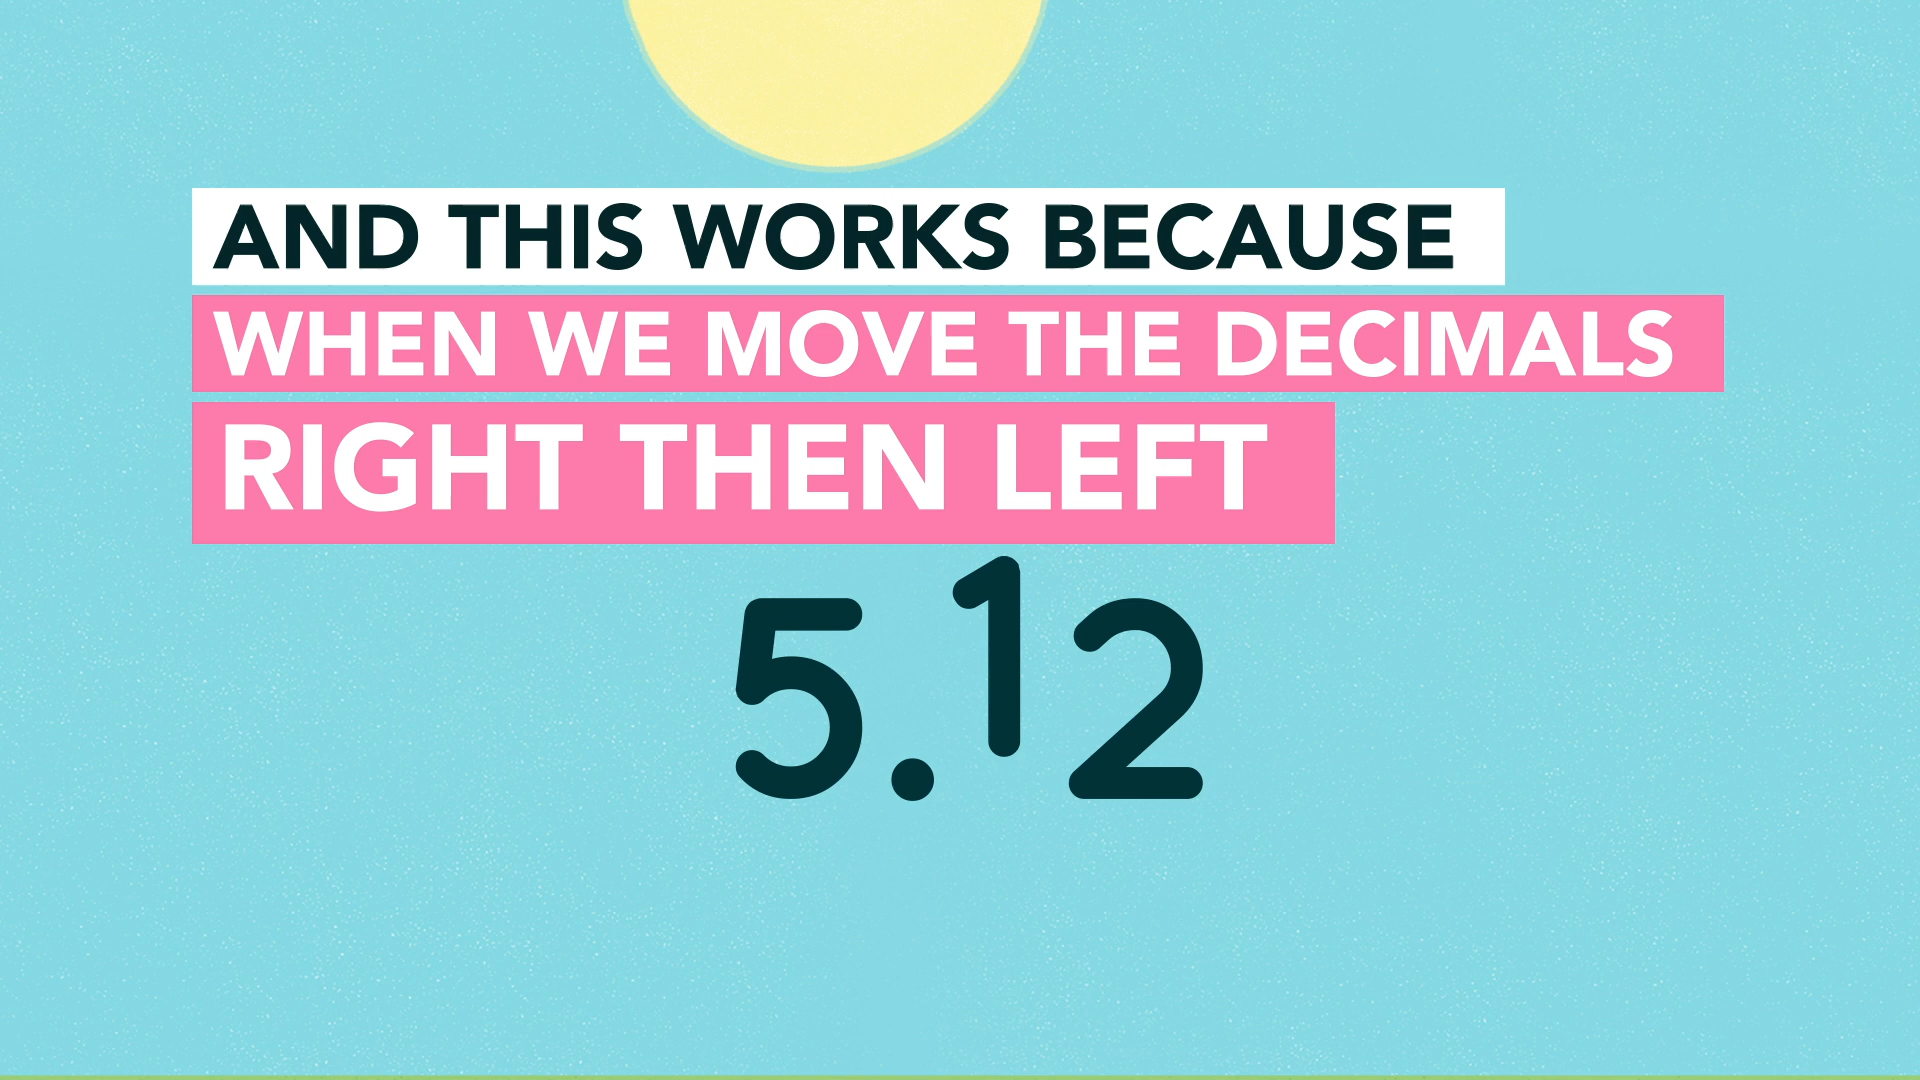 AND THIS WORKS BECAUSE
WHEN WE MOVE THE DECIMALS
RIGHT THEN LEFT
5.12